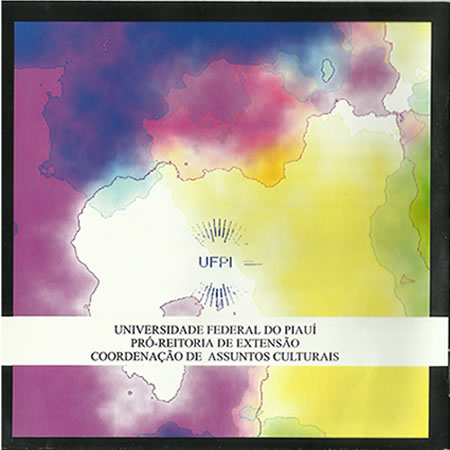 UFPI
UNIVERSIDADE FEDERAL DO PIAUÍ
PRÓ-REITORIA DE EXTENSÃO
COORDENAÇÃO DE ASSUNTOS CULTURAIS